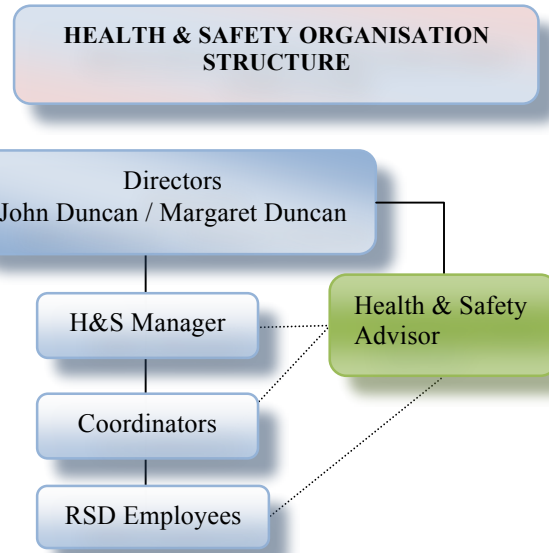 HEALTH & SAFETY ORGANISATION
STRUCTURE
Directors
John Duncan / Margaret Duncan
H&S Manager
Health & Safety
Advisor
Coordinators
RSD Employees